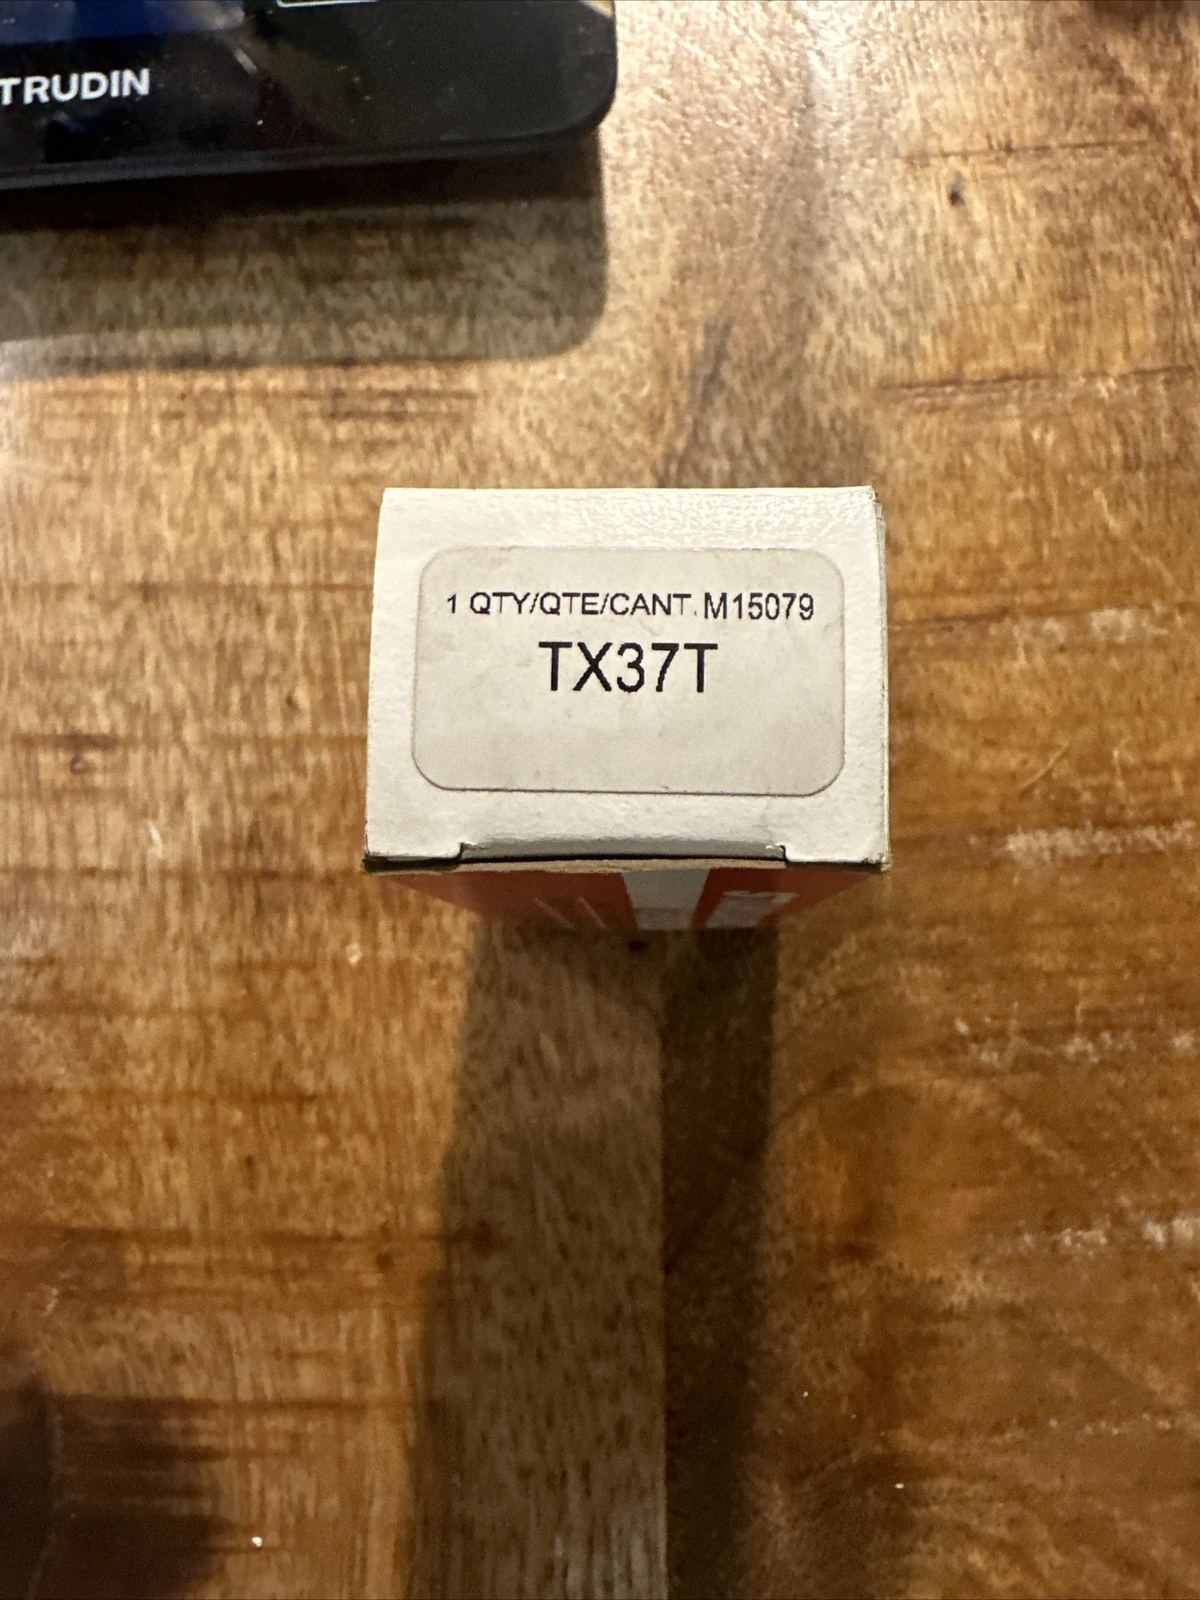 TRUDIN
1 QTY/QTE/CANT. M15079
TX37T